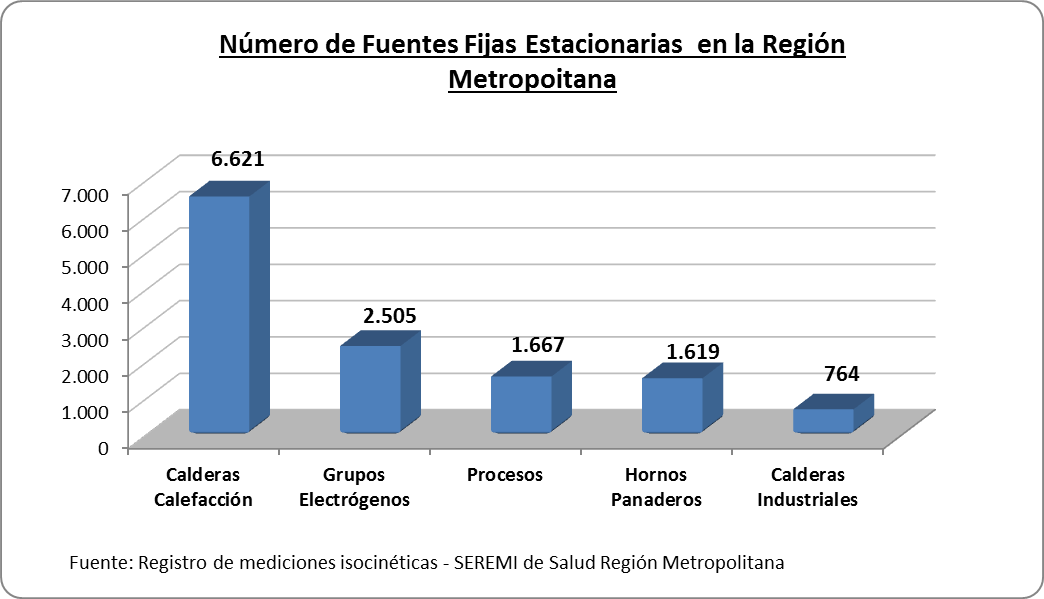 Número de Fuentes Fijas Estacionarias en la Región
Metropoitana
6.621
2.505
1.667
1.619
764
7.000
6.000
5.000
4.000
3.000
2.000
1.000
0
Calderas
Calefacción
Grupos
Electrógenos
Procesos
Hornos
Panaderos
Calderas
Industriales
Fuente: Registro de mediciones isocinéticas - SEREMI de Salud Región Metropolitana